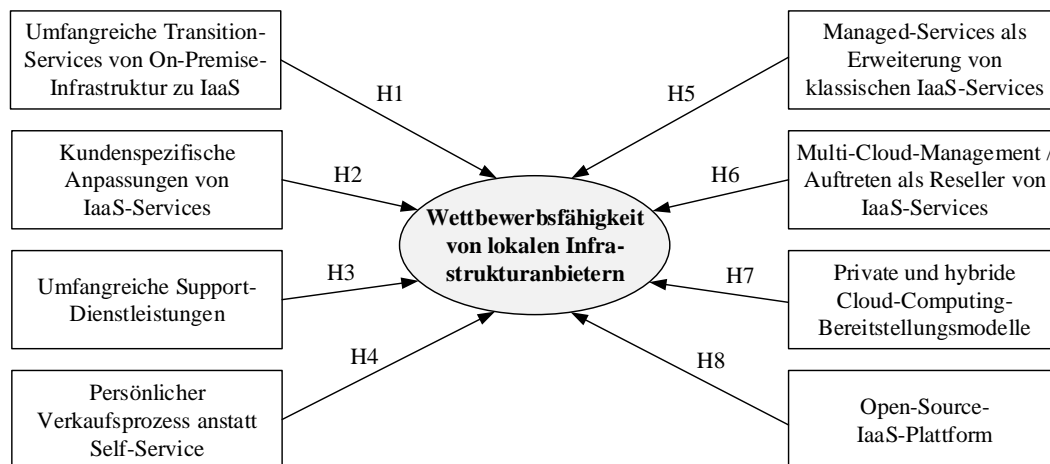 Umfangreiche Transition-
Services von On-Premise-
Infrastruktur zu IaaS
H1
Kundenspezifische
Anpassungen von
IaaS-Services
H2
Umfangreiche Support-
Dienstleistungen
H3
Persönlicher
Verkaufsprozess anstatt
Self-Service
H4
Wettbewerbsfähigkeit
von lokalen Infra-
strukturanbietern
H5
Managed-Services als
Erweiterung von
klassischen IaaS-Services
H6
Multi-Cloud-Management /
Auftreten als Reseller von
IaaS-Services
H7
Private und hybride
Cloud-Computing-
Bereitstellungsmodelle
H8
Open-Source-
IaaS-Plattform